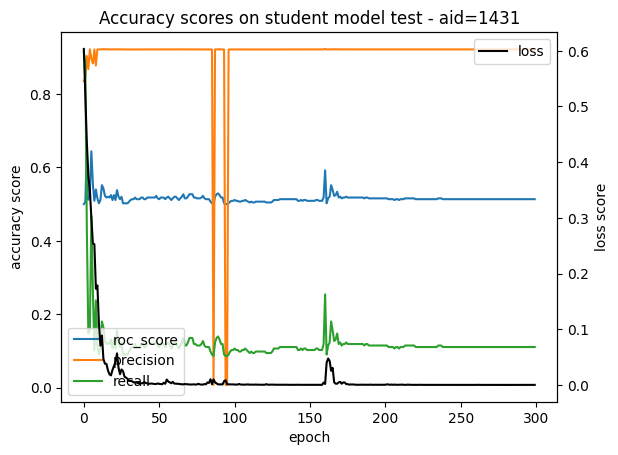 Accuracy scores on student model test - aid=1431
loss
accuracy score
loss score
0.8
0.6
0.4
0.2
0.0
0.6
0.5
0.4
0.3
0.2
0.1
0.0
roc_score
precision
recall
0 50 100 150 200 250 300
epoch